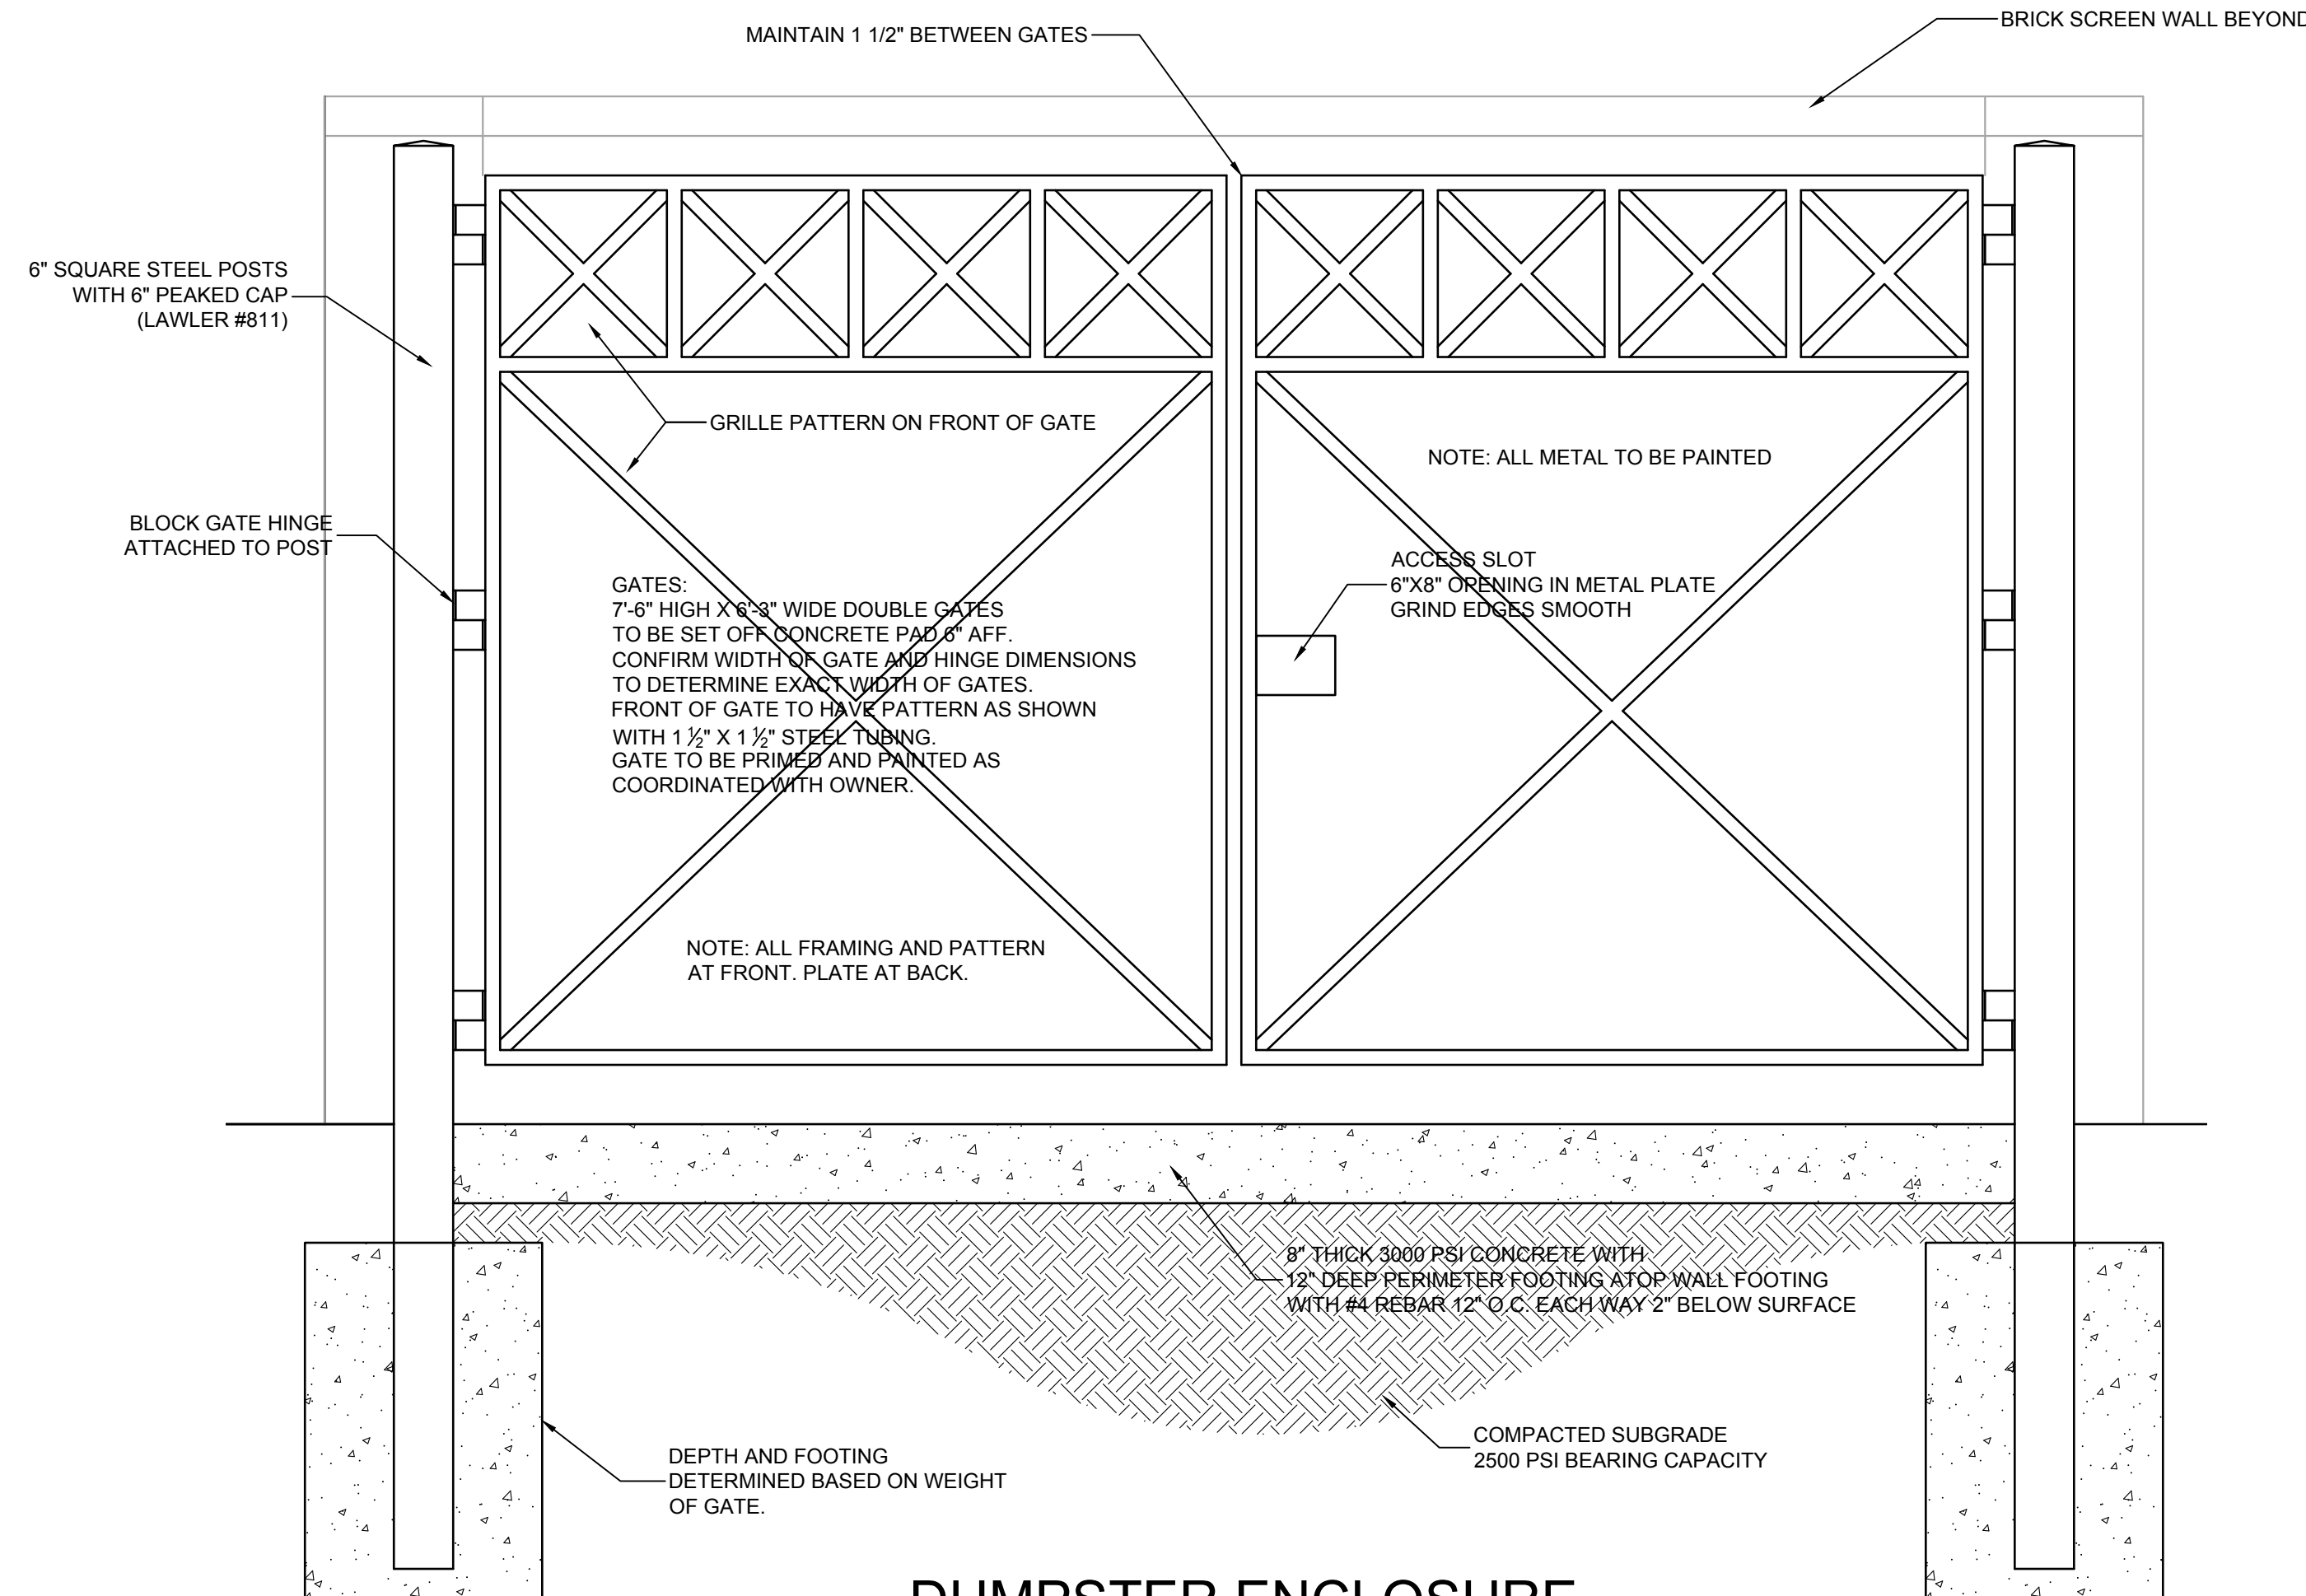 MAINTAIN 1 1/2" BETWEEN GATES
BRICK SCREEN WALL BEYOND
6" SQUARE STEEL POSTS
WITH 6" PEAKED CAP
(LAWLER #811)
GRILLE PATTERN ON FRONT OF GATE
NOTE: ALL METAL TO BE PAINTED
BLOCK GATE HINGE
ATTACHED TO POST
ACCESS SLOT
6"X8" OPENING IN METAL PLATE
GRIND EDGES SMOOTH
GATES:
7'-6" HIGH X 6'-3" WIDE DOUBLE GATES
TO BE SET OFF CONCRETE PAD 6" AFF.
CONFIRM WIDTH OF GATE AND HINGE DIMENSIONS
TO DETERMINE EXACT WIDTH OF GATES.
FRONT OF GATE TO HAVE PATTERN AS SHOWN
WITH 1 ½" X 1 ½" STEEL TUBING.
GATE TO BE PRIMED AND PAINTED AS
COORDINATED WITH OWNER.
NOTE: ALL FRAMING AND PATTERN
AT FRONT. PLATE AT BACK.
8" THICK 3000 PSI CONCRETE WITH
12" DEEP PERIMETER FOOTING ATOP WALL FOOTING
WITH #4 REBAR 12" O.C. EACH WAY 2" BELOW SURFACE
COMPACTED SUBGRADE
2500 PSI BEARING CAPACITY
DEPTH AND FOOTING
DETERMINED BASED ON WEIGHT
OF GATE.
DUMPSTER ENCLOSURE